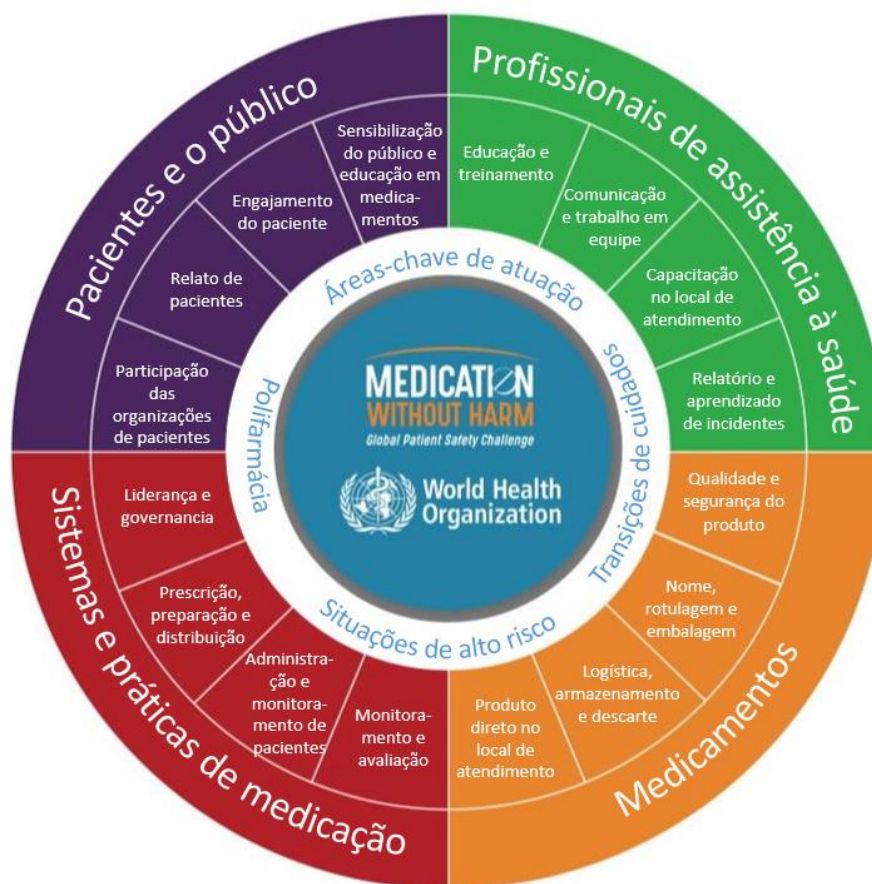 Pacientes e o público
Sensibilização
do público e
educação em
medica-
mentos
Engajamento
do paciente
Relato de
pacientes
Participação
das
organizações
de pacientes
Profissionais de assistência à saúde
Educação e
treinamento
Comunicação
e trabalho em
equipe
Capacitação
no local de
atendimento
Relatório e
aprendizado
de incidentes
Áreas-chave de atuação
Polifarmácia
Transições de cuidados
Situações de alto risco
MEDICATION
WITHOUT HARM
Global Patient Safety Challenge
World Health
Organization
Sistemas e práticas de medicação
Liderança e
governancia
Prescrição,
preparação e
distribuição
Administra-
ção e
monitora-
mento de
pacientes
Monitora-
mento e
avaliação
Medicamentos
Qualidade e
segurança do
produto
Nome,
rotulagem e
embalagem
Logística,
armazenamento
e descarte
Produto
direto no
local de
atendimento